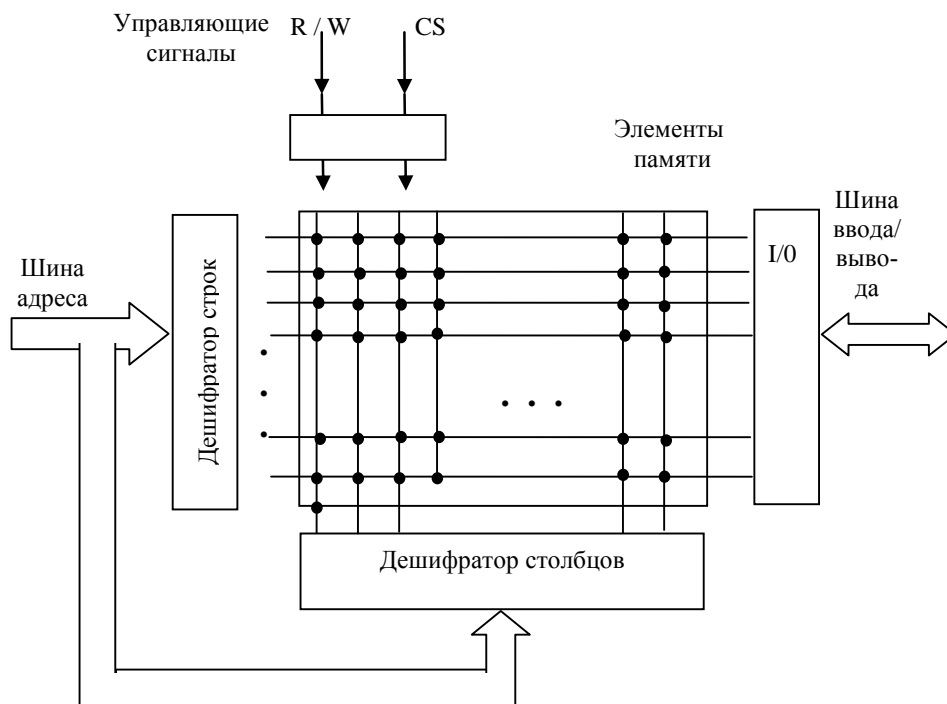 Управляющие
сигналы
R / W
CS
Элементы
памяти
Шина
ввода/
выво-
да
I/0
Шина
адреса
Дешифратор строк
. . .
Дешифратор столбцов